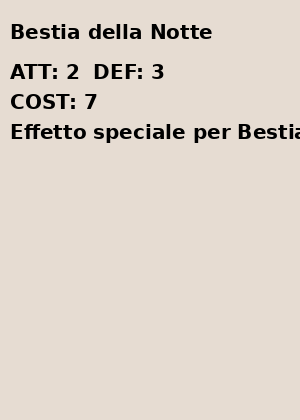 Bestia della Notte
ATT: 2  DEF: 3
COST: 7
Effetto speciale per Bestia